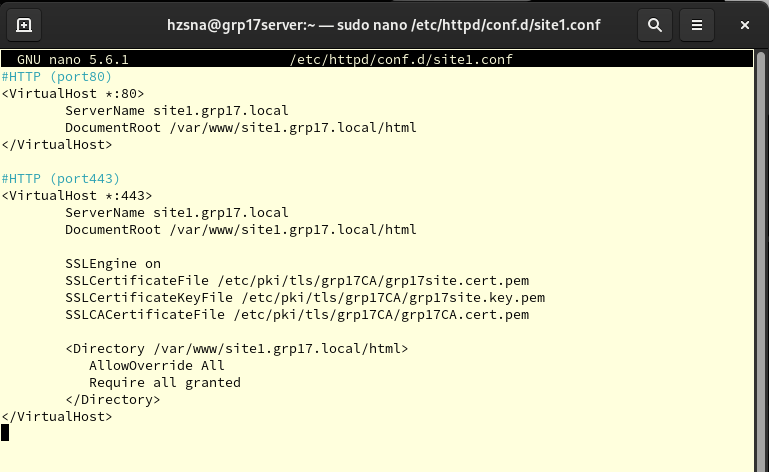 hzsna@grp17server:~ — sudo nano /etc/httpd/conf.d/site1.conf
GNU nano 5.6.1 /etc/httpd/conf.d/site1.conf
#HTTP (port80)
<VirtualHost *:80>
ServerName site1.grp17.local
DocumentRoot /var/www/site1.grp17.local/html
</VirtualHost>
#HTTP (port443)
<VirtualHost *:443>
ServerName site1.grp17.local
DocumentRoot /var/www/site1.grp17.local/html
SSLEngine on
SSLCertificateFile /etc/pki/tls/grp17CA/grp17site.cert.pem
SSLCertificateKeyFile /etc/pki/tls/grp17CA/grp17site.key.pem
SSLCACertificateFile /etc/pki/tls/grp17CA/grp17CA.cert.pem
<Directory /var/www/site1.grp17.local/html>
AllowOverride All
Require all granted
</Directory>
</VirtualHost>